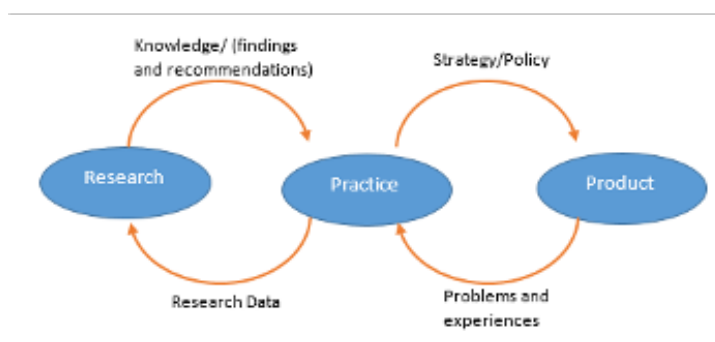 Knowledge/ (findings
and recommendations)
Strategy/Policy
Research
Practice
Product
Research Data
Problems and
experiences